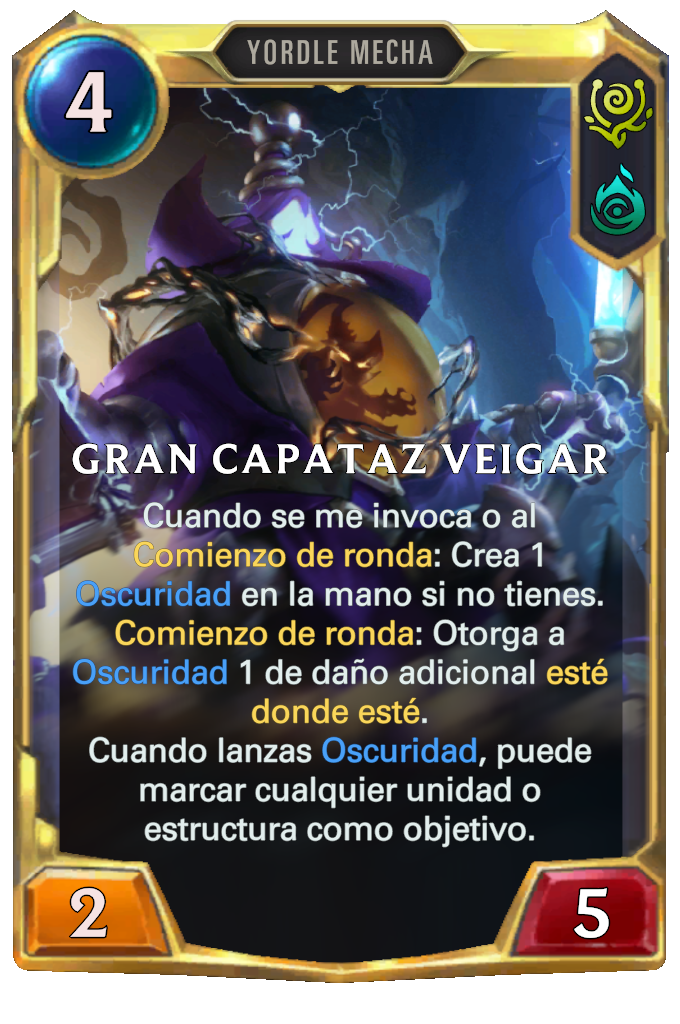 YORDLE MECHA
4
GRAN CAPATAZ VEIGAR
Cuando se me invoca o al
Comienzo de ronda: Crea 1
Oscuridad en la mano si no tienes.
Comienzo de ronda: Otorga a
Oscuridad 1 de daño adicional esté
donde esté.
Cuando lanzas Oscuridad, puede
marcar cualquier unidad o
estructura como objetivo.
2
5